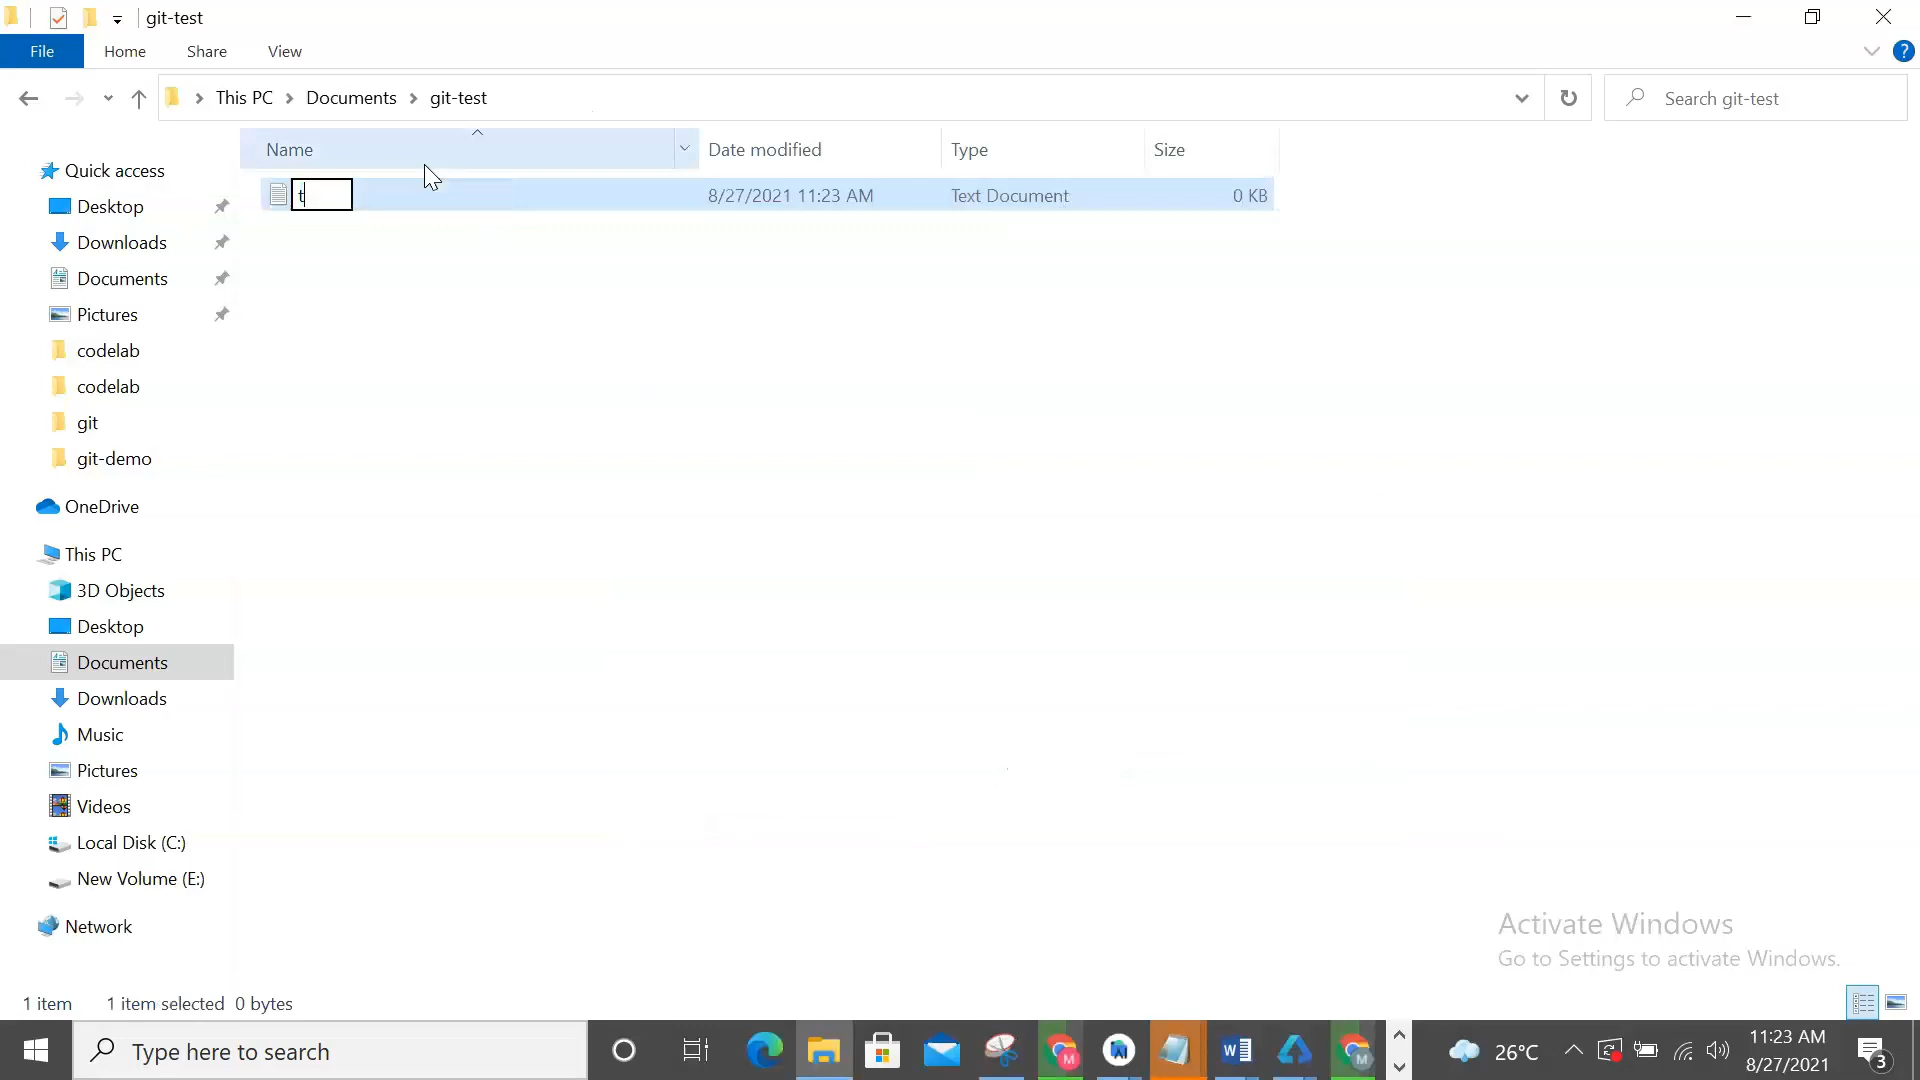 git-test
File Home Share View
This PC Documents git-test
Search git-test
Name Date modified Type Size
t 8/27/2021 11:23 AM Text Document 0 KB
Quick access
Desktop
Downloads
Documents
Pictures
codelab
codelab
git
git-demo
OneDrive
This PC
3D Objects
Desktop
Documents
Downloads
Music
Pictures
Videos
Local Disk (C:)
New Volume (E:)
Network
Activate Windows
Go to Settings to activate Windows.
1 item 1 item selected 0 bytes
Type here to search
26°C
11:23 AM
8/27/2021
3